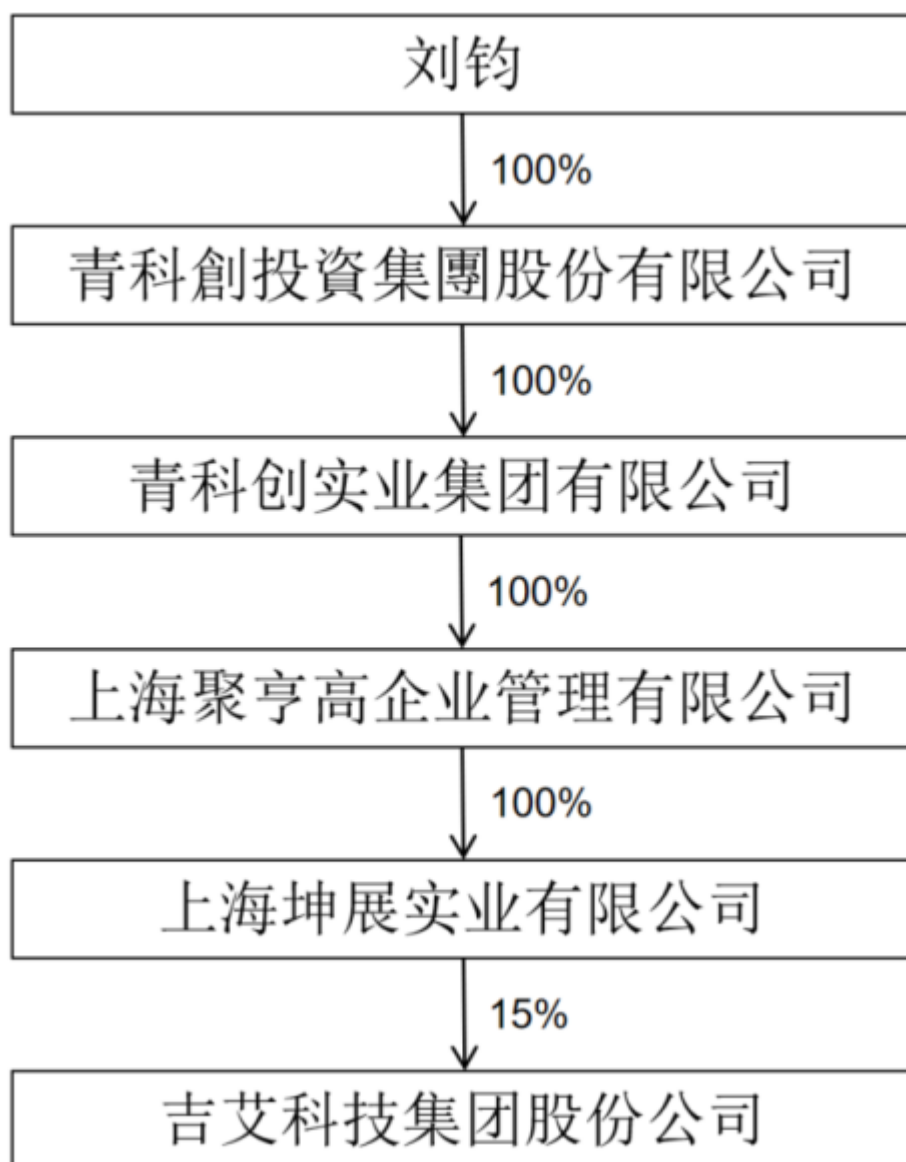 刘钧
100%
青科創投資集團股份有限公司
100%
青科创实业集团有限公司
100%
上海聚亨高企业管理有限公司
100%
上海坤展实业有限公司
15%
吉艾科技集团股份公司